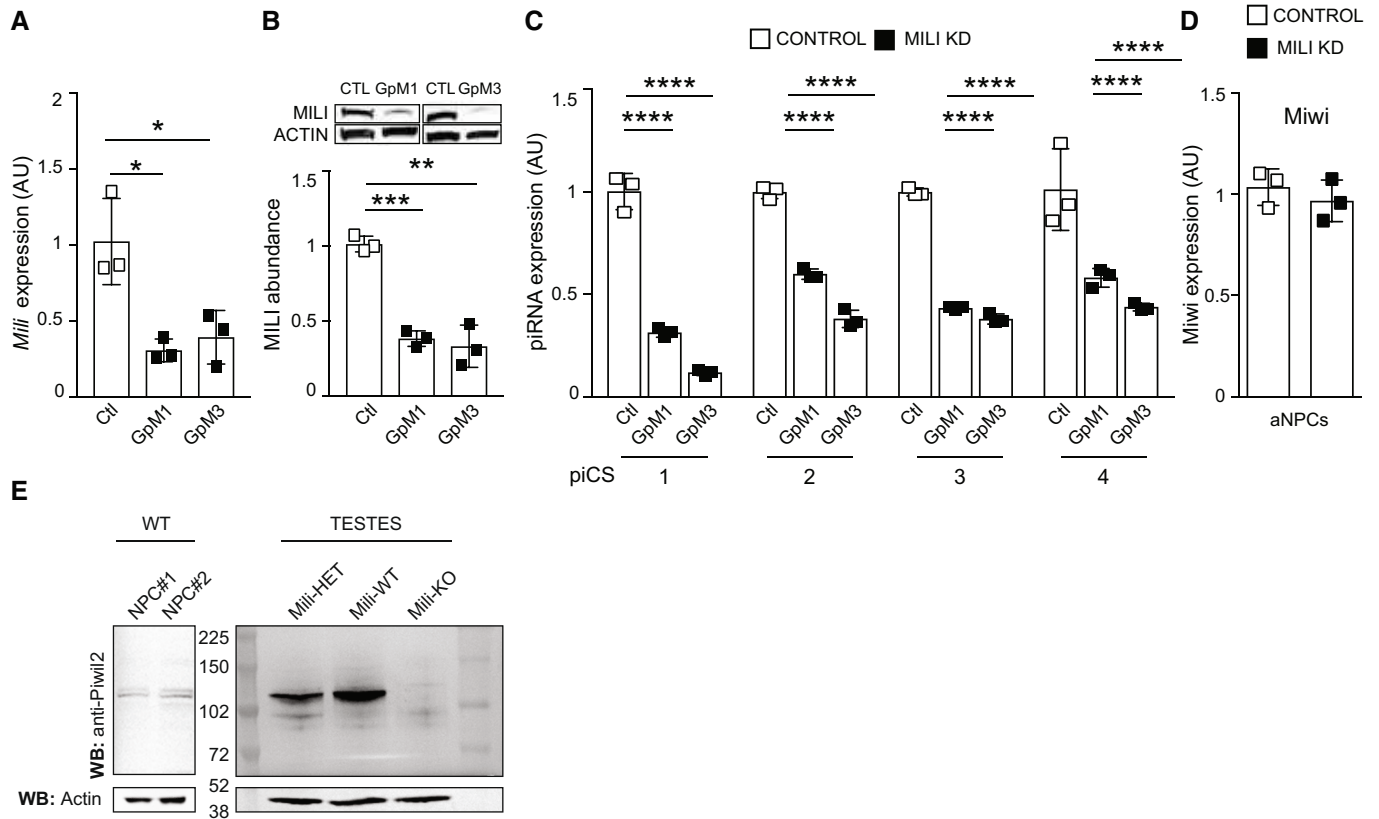 A
Mili expression (AU)
2
1.5
1
0.5
0
*
*
Ctl
GpM1
GpM3
B
CTL GpM1 CTL GpM3
MILI
ACTIN
MILI abundance
1.5
1
0.5
0
**
***
Ctl
GpM1
GpM3
C
CONTROL MILI KD
piRNA expression (AU)
1.5
1
0.5
0
**** **** **** ****
**** **** **** ****
Ctl GpM1 GpM3 Ctl GpM1 GpM3 Ctl GpM1 GpM3 Ctl GpM1 GpM3
piCS 1 2 3 4
D
CONTROL
MILI KD
Miwi
Miwi expression (AU)
1.5
1
0.5
0
aNPCs
E
WT TESTES
NPC#1 NPC#2 Mili-HET Mili-WT Mili-KO
WB: anti-Piwil2
225
150
102
72
52
38
WB: Actin